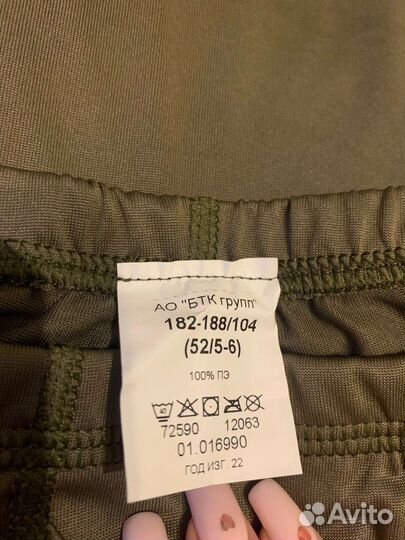 АО "БТК групп"
182-188/104
(52/5-6)
100% ПЭ
40
72590 12063
01.016990
ГОД ИЗГ. 22
Avito